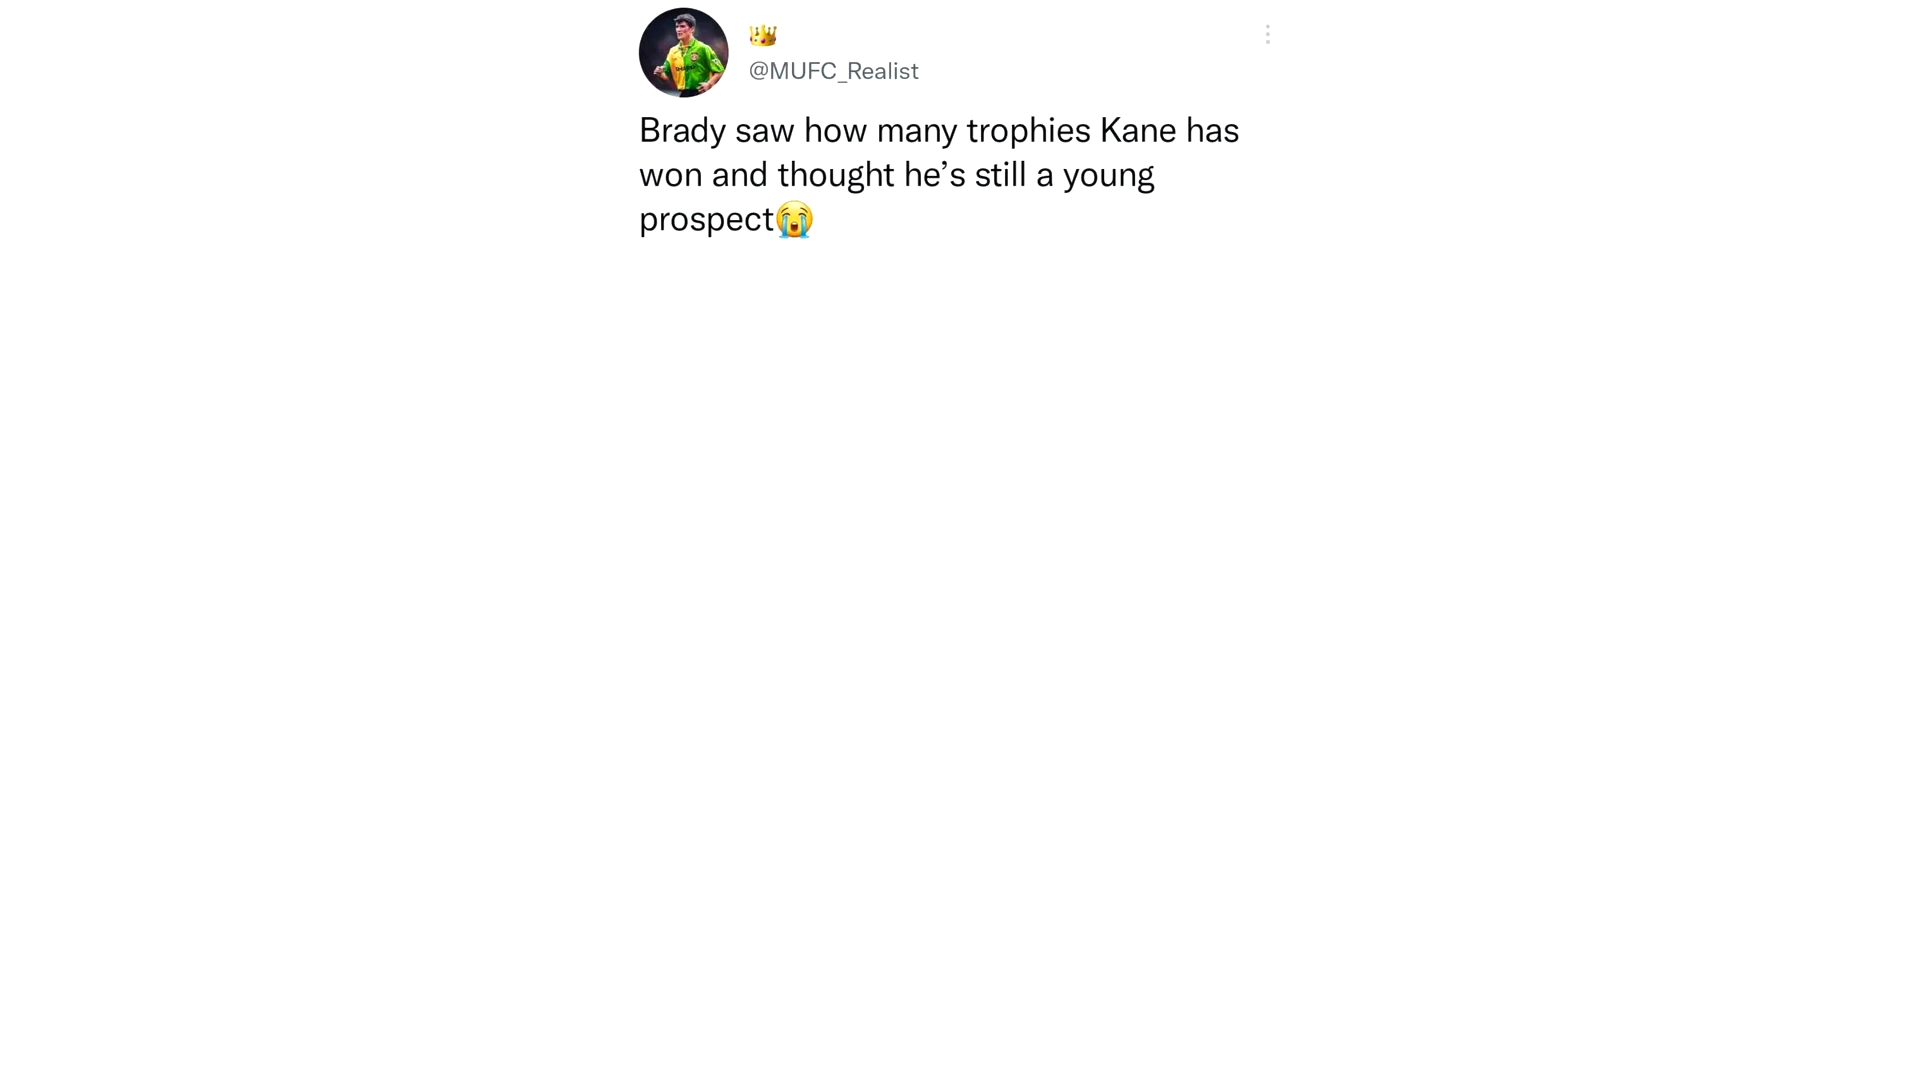 👑
@MUFC_Realist
Brady saw how many trophies Kane has
won and thought he’s still a young
prospect😭